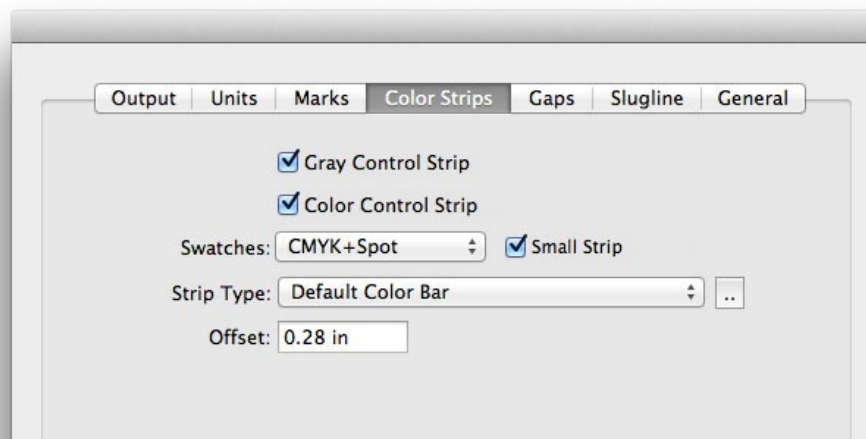 Output Units Marks Color Strips Gaps Slugline General
Gray Control Strip
Color Control Strip
Swatches: CMYK+Spot Small Strip
Strip Type: Default Color Bar ..
Offset: 0.28 in